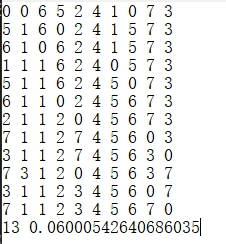 0 0 6 5 2 4 1 0 7 3
5 1 6 0 2 4 1 5 7 3
6 1 0 6 2 4 1 5 7 3
1 1 1 6 2 4 0 5 7 3
5 1 1 6 2 4 5 0 7 3
6 1 1 0 2 4 5 6 7 3
2 1 1 2 0 4 5 6 7 3
7 1 1 2 7 4 5 6 0 3
3 1 1 2 7 4 5 6 3 0
7 3 1 2 0 4 5 6 3 7
3 1 1 2 3 4 5 6 0 7
7 1 1 2 3 4 5 6 7 0
13 0.06000542640686035